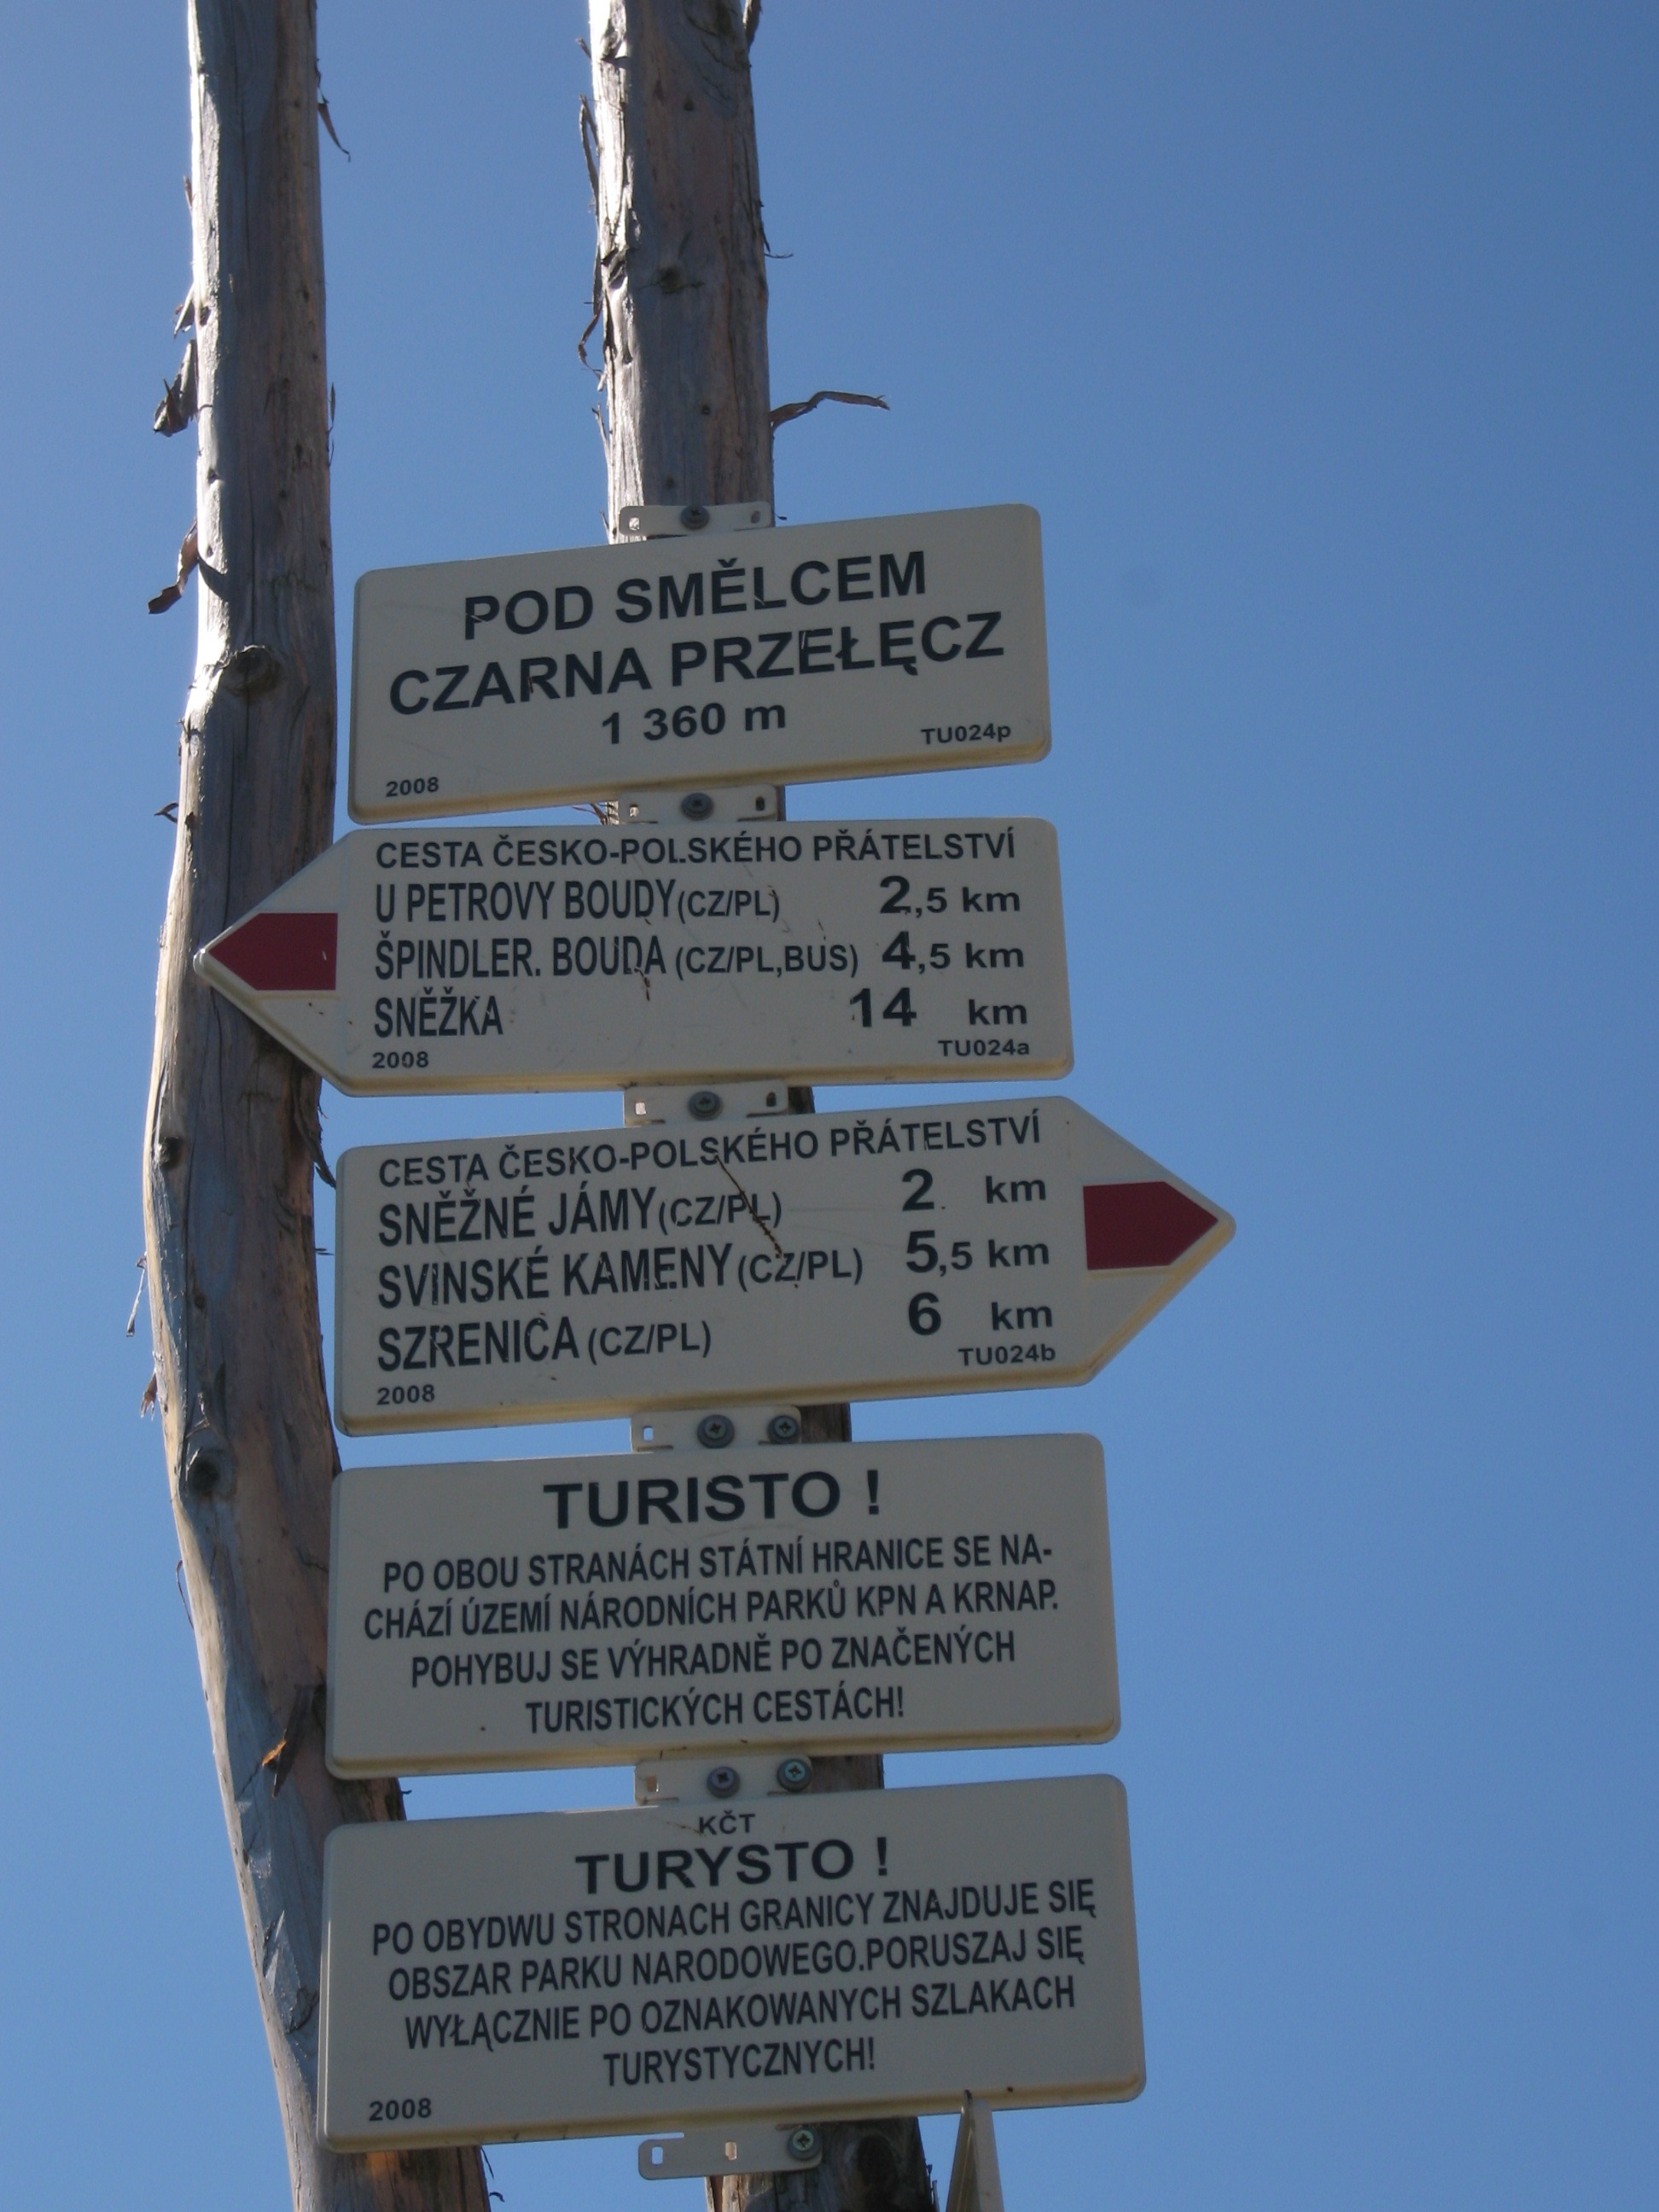 POD SMĚLCEM
CZARNA PRZEŁĘCZ
1 360 m
TU024p
2008
CESTA ČESKO-POLSKÉHO PŘÁTELSTVÍ
U PETROVY BOUDY (CZ/PL) 2,5 km
ŠPINDLER. BOUDA (CZ/PL,BUS) 4,5 km
SNĚŽKA 14 km
2008 TU024a
CESTA ČESKO-POLSKÉHO PŘÁTELSTVÍ
SNĚŽNÉ JÁMY (CZ/PL) 2 km
SVINSKÉ KAMENY (CZ/PL) 5,5 km
SZRENICA (CZ/PL) 6 km
2008 TU024b
TURISTO !
PO OBOU STRANÁCH STÁTNÍ HRANICE SE NA-
CHÁZÍ ÚZEMÍ NÁRODNÍCH PARKŮ KPN A KRNAP.
POHYBUJ SE VÝHRADNĚ PO ZNAČENÝCH
TURISTICKÝCH CESTÁCH!
KČT
TURYSTO !
PO OBYDWU STRONACH GRANICY ZNAJDUJE SIĘ
OBSZAR PARKU NARODOWEGO.PORUSZAJ SIĘ
WYŁĄCZNIE PO OZNAKOWANYCH SZLAKACH
TURYSTYCZNYCH!
2008